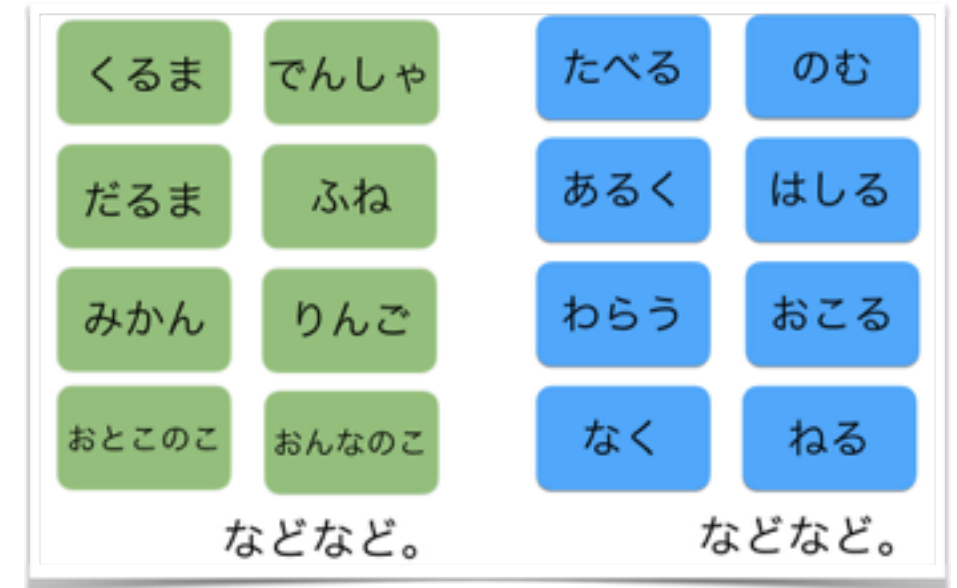 くるま
でんしゃ
だるま
ふね
みかん
りんご
おとこのこ
おんなのこ
などなど。
たべる
のむ
あるく
はしる
わらう
おこる
なく
ねる
などなど。